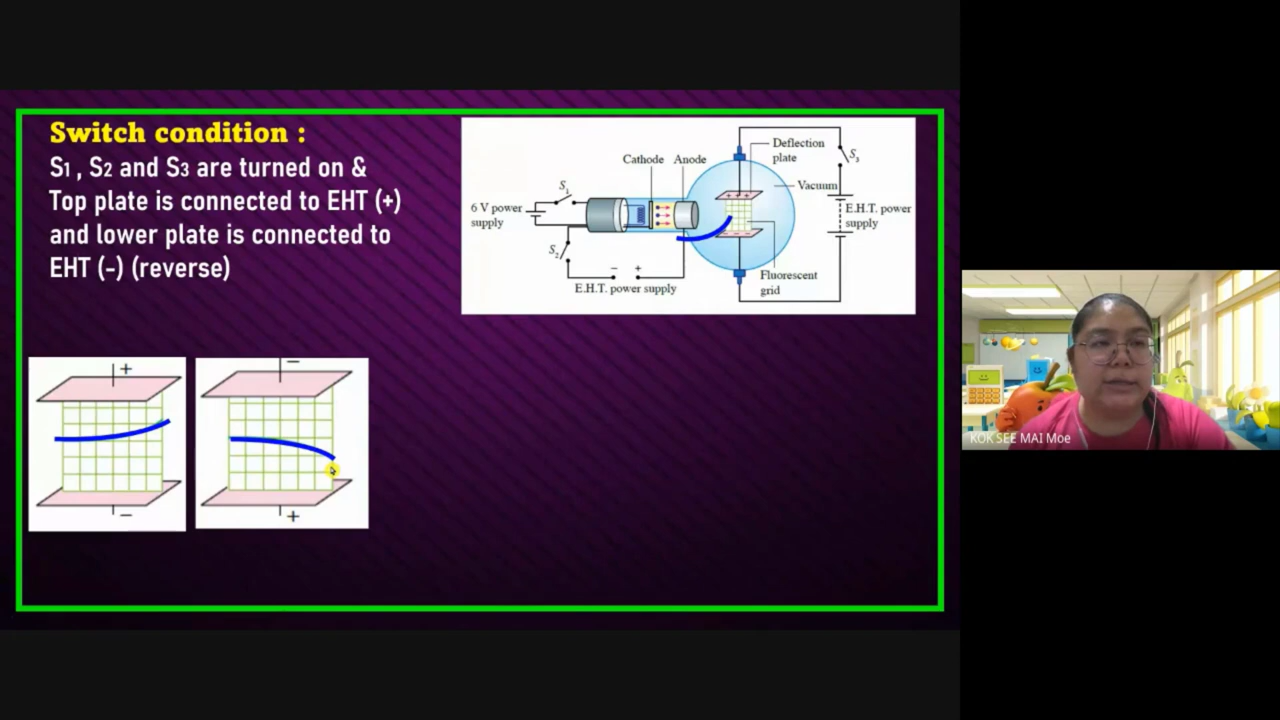 Switch condition :
S1 , S2 and S3 are turned on &
Top plate is connected to EHT (+)
and lower plate is connected to
EHT (-) (reverse)
Cathode Anode
Deflection
plate
S3
S1
Vacuum
6 V power
supply
E.H.T. power
supply
S2
− +
E.H.T. power supply
Fluorescent
grid
+ + +
− − −
+
−
−
+
KOK SEE MAI Moe